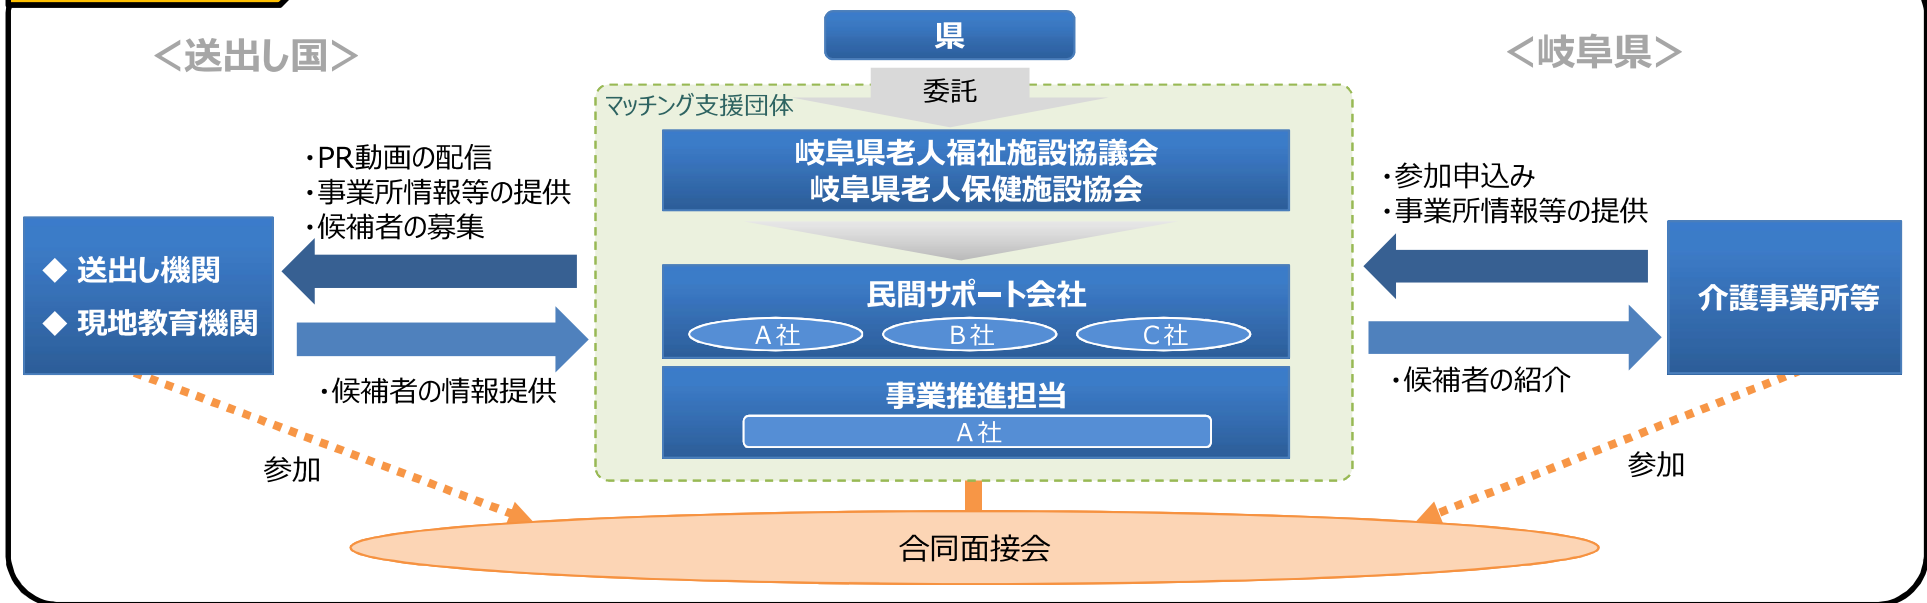 県
<送出し国>
<岐阜県>
委託
マッチング支援団体
岐阜県老人福祉施設協議会
岐阜県老人保健施設協会
・PR動画の配信
・事業所情報等の提供
・候補者の募集
・参加申込み
・事業所情報等の提供
◆ 送出し機関
◆ 現地教育機関
民間サポート会社
A社
B社
C社
介護事業所等
・候補者の情報提供
・候補者の紹介
事業推進担当
A社
参加
参加
合同面接会